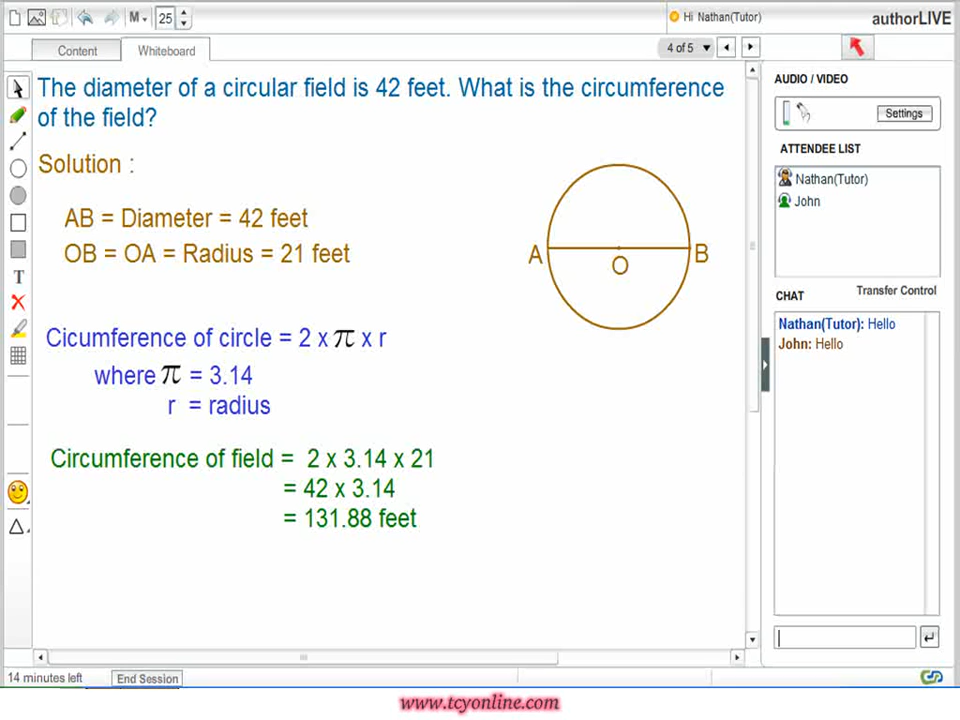 M
25
Hi Nathan(Tutor)
authorLIVE
Content
Whiteboard
4 of 5
The diameter of a circular field is 42 feet. What is the circumference
of the field?
Solution :
AB = Diameter = 42 feet
OB = OA = Radius = 21 feet
A
O
B
Cicumference of circle = 2 x π x r
where π = 3.14
r = radius
Circumference of field = 2 x 3.14 x 21
= 42 x 3.14
= 131.88 feet
T
AUDIO / VIDEO
Settings
ATTENDEE LIST
Nathan(Tutor)
John
Transfer Control
CHAT
Nathan(Tutor): Hello
John: Hello
14 minutes left
End Session
www.tcyonline.com